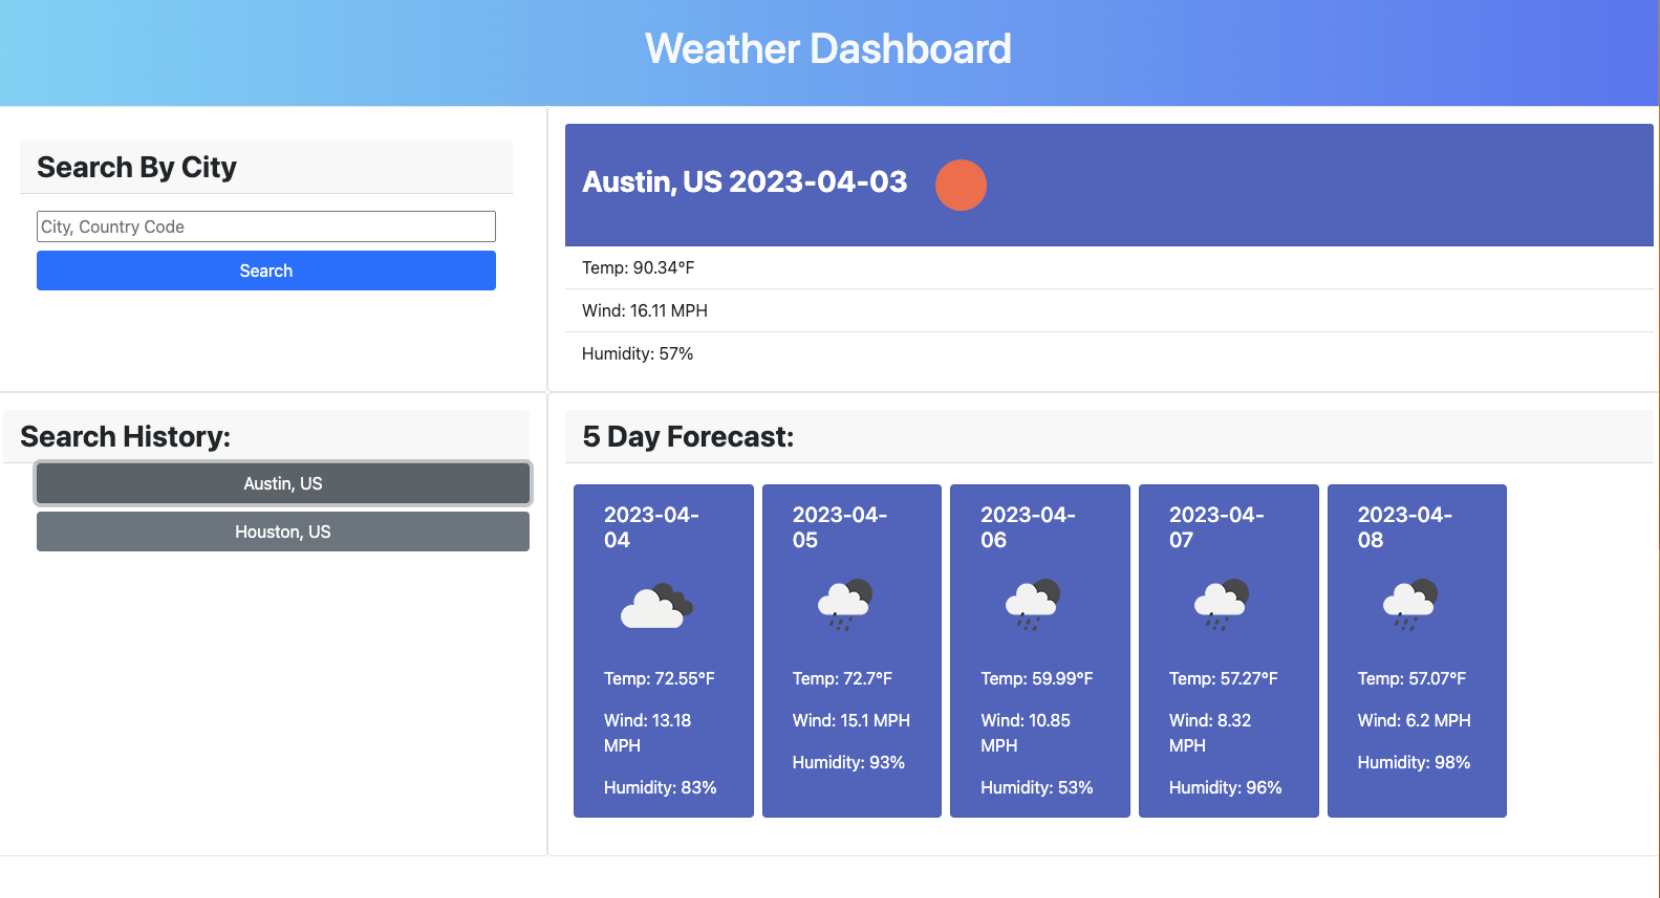 Weather Dashboard
Search By City
City, Country Code
Search
Austin, US 2023-04-03
Temp: 90.34°F
Wind: 16.11 MPH
Humidity: 57%
Search History:
Austin, US
Houston, US
5 Day Forecast:
2023-04-
04
Temp: 72.55°F
Wind: 13.18
MPH
Humidity: 83%
2023-04-
05
Temp: 72.7°F
Wind: 15.1 MPH
Humidity: 93%
2023-04-
06
Temp: 59.99°F
Wind: 10.85
MPH
Humidity: 53%
2023-04-
07
Temp: 57.27°F
Wind: 8.32
MPH
Humidity: 96%
2023-04-
08
Temp: 57.07°F
Wind: 6.2 MPH
Humidity: 98%